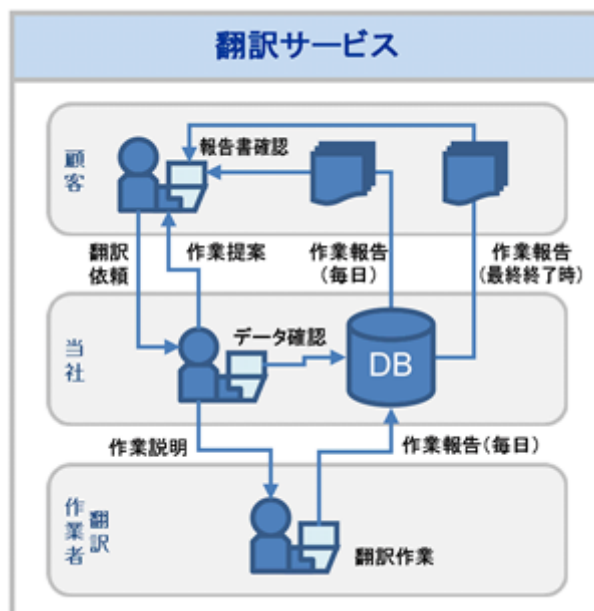 翻訳サービス
顧客
報告書確認
翻訳
依頼
作業提案
作業報告
(毎日)
作業報告
(最終終了時)
当社
データ確認
DB
作業説明
作業報告(毎日)
翻訳
作業者
翻訳作業